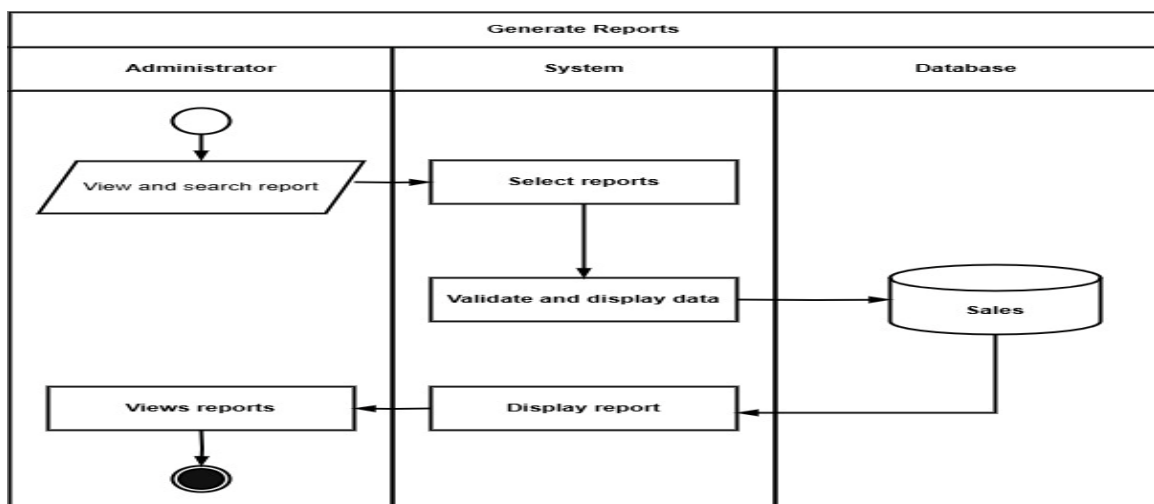 Generate Reports
Administrator
System
Database
View and search report
Select reports
Validate and display data
Sales
Views reports
Display report